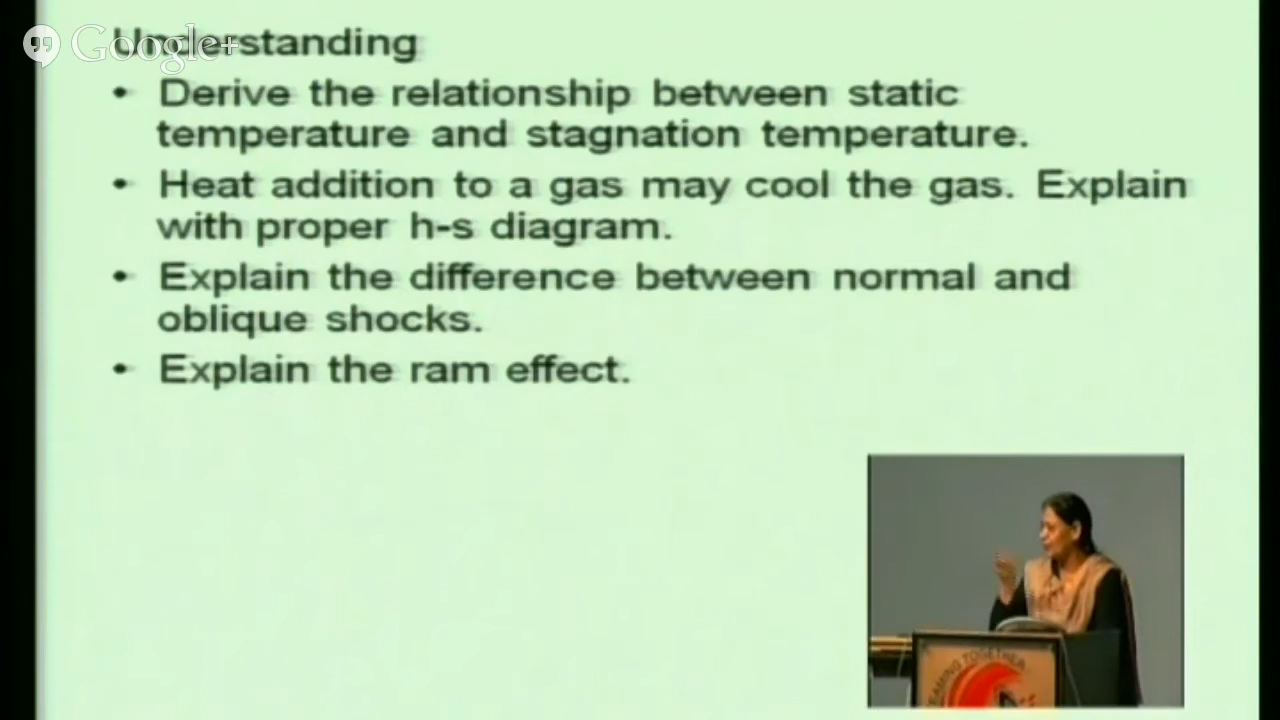 Google+
Understanding
• Derive the relationship between static
temperature and stagnation temperature.
• Heat addition to a gas may cool the gas. Explain
with proper h-s diagram.
• Explain the difference between normal and
oblique shocks.
• Explain the ram effect.
TOGETHER